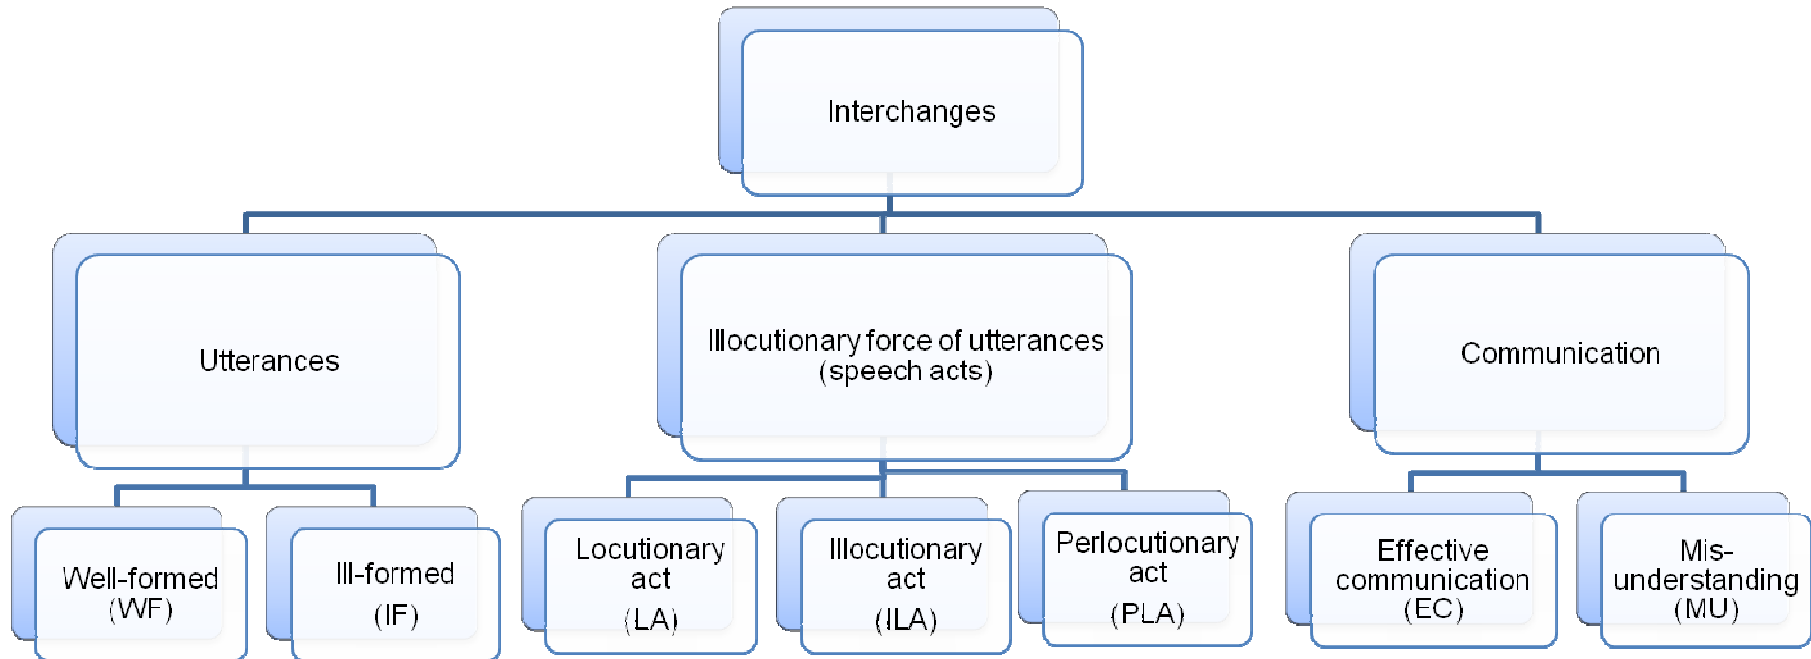 Interchanges
Utterances
Illocutionary force of utterances
(speech acts)
Communication
Well-formed
(WF)
Ill-formed
(IF)
Locutionary
act
(LA)
Illocutionary
act
(ILA)
Perlocutionary
act
(PLA)
Effective
communication
(EC)
Mis-
understanding
(MU)